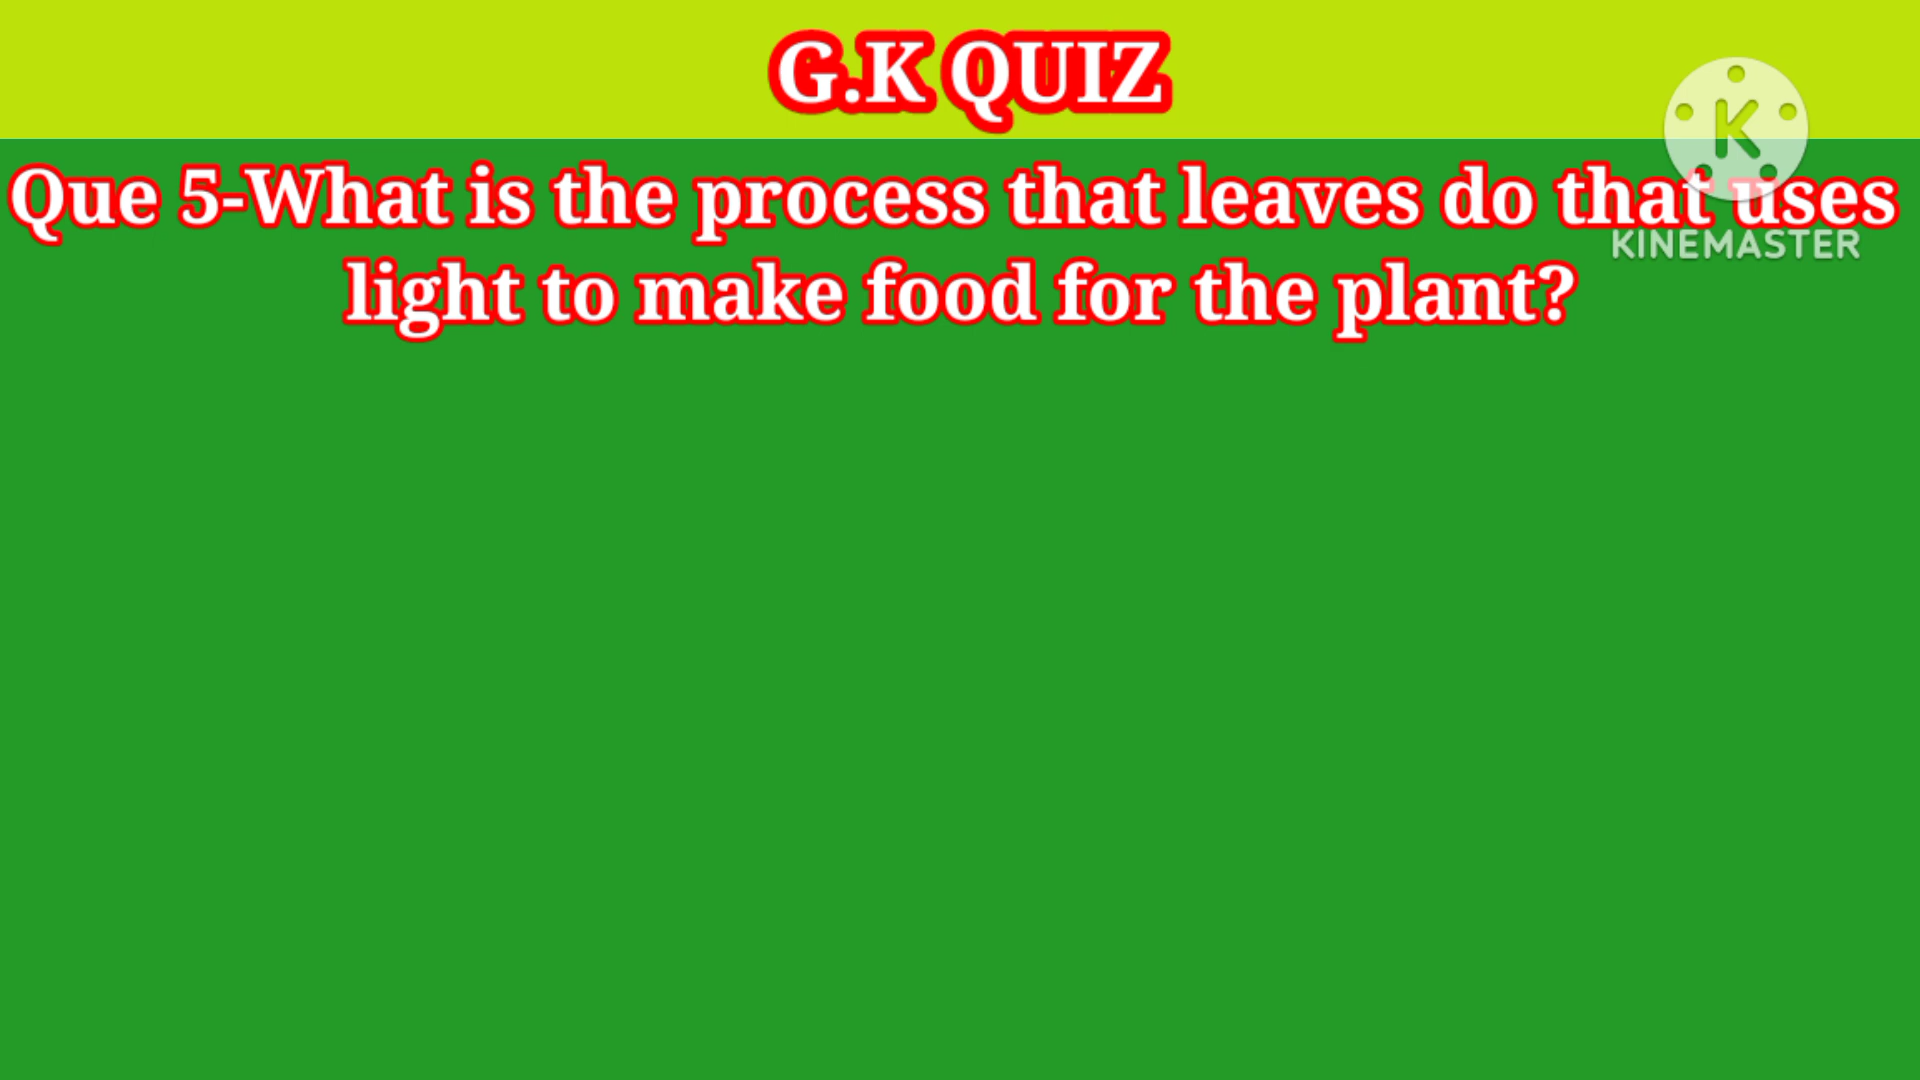 G.K QUIZ
Que 5-What is the process that leaves do that uses
light to make food for the plant?
K
KINEMASTER